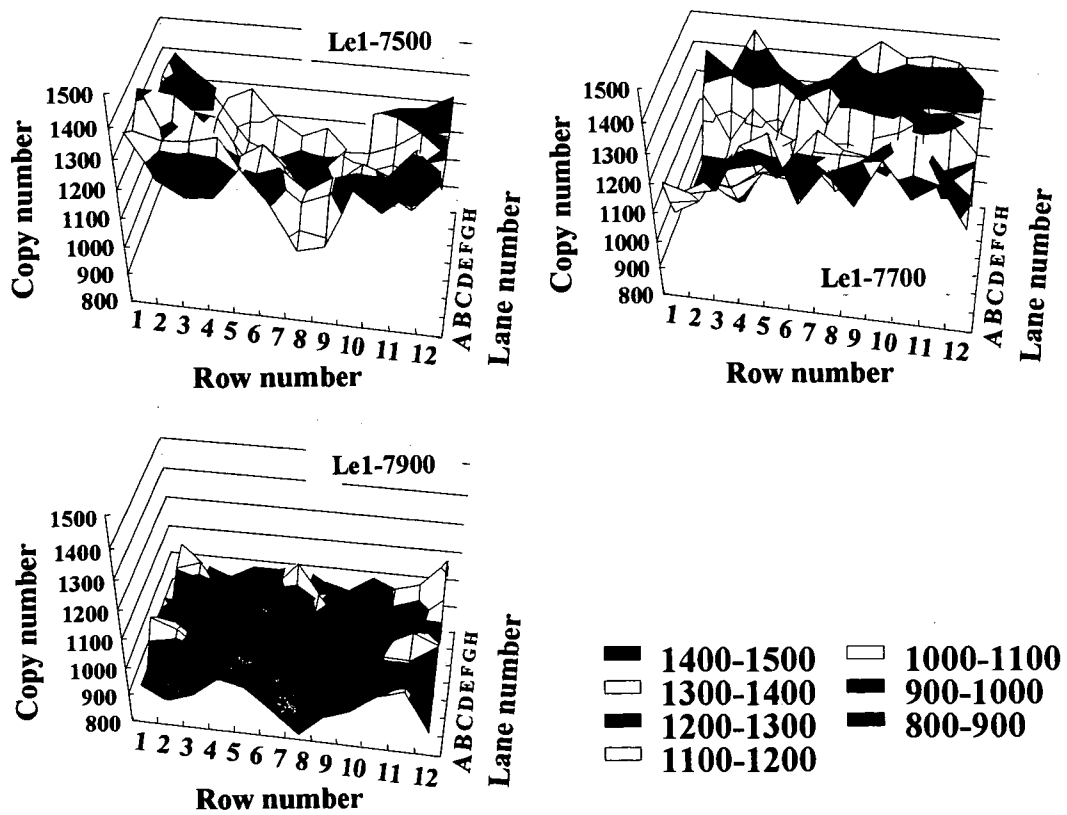 Le1-7500
1500
1400
1300
1200
1100
1000
900
800
Copy number
1 2 3 4 5 6 7 8 9 10 11 12
Row number
A B C D E F G H
Lane number
Le1-7700
1500
1400
1300
1200
1100
1000
900
800
Copy number
1 2 3 4 5 6 7 8 9 10 11 12
Row number
A B C D E F G H
Lane number
Le1-7900
1500
1400
1300
1200
1100
1000
900
800
Copy number
1 2 3 4 5 6 7 8 9 10 11 12
Row number
A B C D E F G H
Lane number
1400-1500
1300-1400
1200-1300
1100-1200
1000-1100
900-1000
800-900